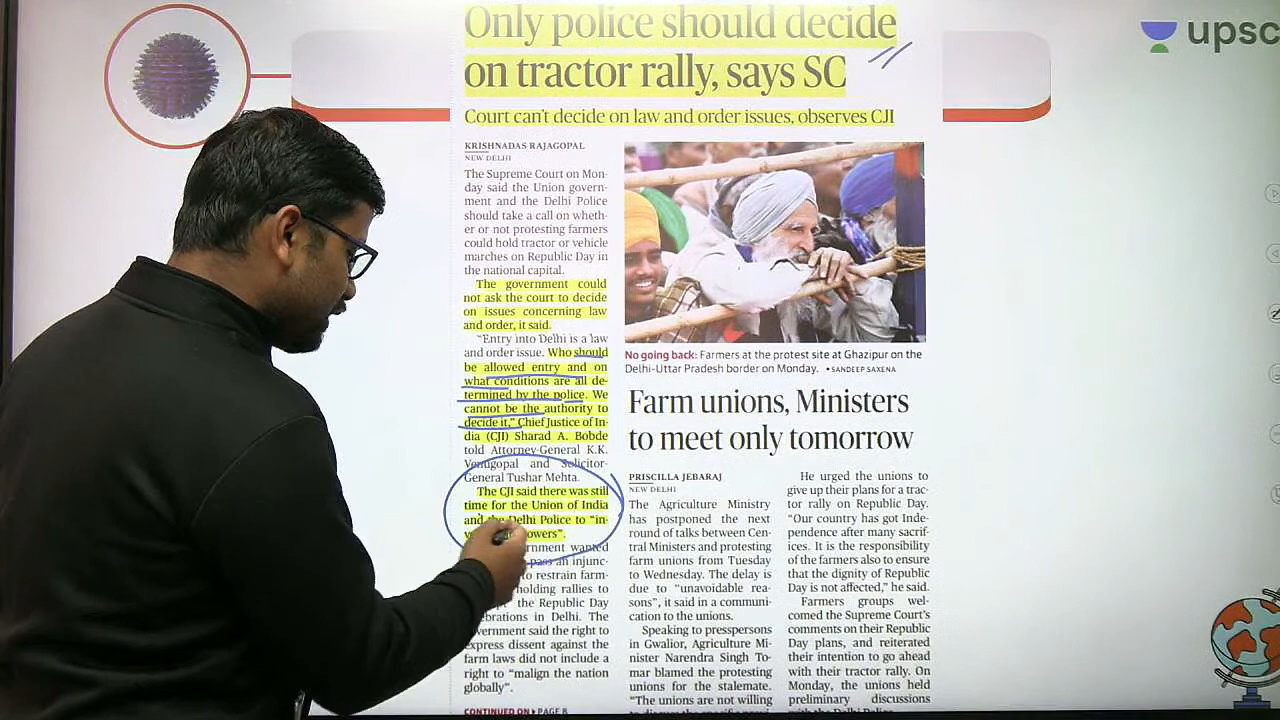 Only police should decide
on tractor rally, says SC
Court can't decide on law and order issues, observes CJI
KRISHNADAS RAJAGOPAL
NEW DELHI
The Supreme Court on Mon-
day said the Union govern-
ment and the Delhi Police
should take a call on wheth-
er or not protesting farmers
could hold tractor or vehicle
marches on Republic Day in
the national capital.
The government could
not ask the court to decide
on issues concerning law
and order, it said.
"Entry into Delhi is a law
and order issue. Who should
be allowed entry and on
what conditions are all de-
termined by the police. We
cannot be the authority to
decide it," Chief Justice of In-
dia (CJI) Sharad A. Bobde
told Attorney-General K.K.
Venugopal and Solicitor-
General Tushar Mehta.
The CJI said there was still
time for the Union of India
and the Delhi Police to "in-
wanted
pass an injunc-
to restrain farm-
holding rallies to
the Republic Day
in Delhi. The
said the right to
express dissent against the
farm laws did not include a
right to "malign the nation
globally".
CONTINUED ON PAGE 8
No going back: Farmers at the protest site at Ghazipur on the
Delhi-Uttar Pradesh border on Monday. • SANDEEP SAXENA
Farm unions, Ministers
to meet only tomorrow
PRISCILLA JEBARAJ
NEW DELHI
The Agriculture Ministry
has postponed the next
round of talks between Cen-
tral Ministers and protesting
farm unions from Tuesday
to Wednesday. The delay is
due to "unavoidable rea-
sons", it said in a communi-
cation to the unions.
Speaking to presspersons
in Gwalior, Agriculture Mi-
nister Narendra Singh To-
mar blamed the protesting
unions for the stalemate.
"The unions are not willing
He urged the unions to
give up their plans for a trac-
tor rally on Republic Day.
"Our country has got Inde-
pendence after many sacrif-
ices. It is the responsibility
of the farmers also to ensure
that the dignity of Republic
Day is not affected," he said.
Farmers groups wel-
comed the Supreme Court's
comments on their Republic
Day plans, and reiterated
their intention to go ahead
with their tractor rally. On
Monday, the unions held
preliminary discussions
with the Delhi Police
upsc